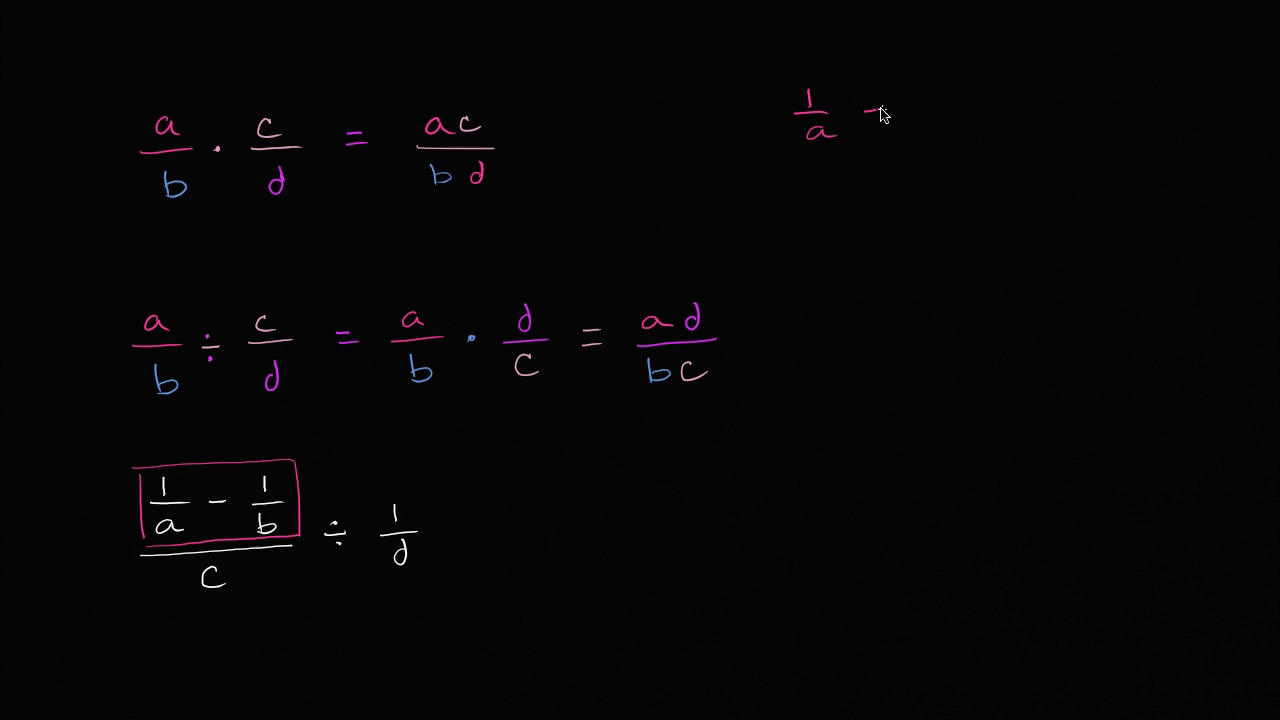 a/b · c/d = ac/bd
1/a -
a/b ÷ c/d = a/b · d/c = ad/bc
(1/a - 1/b)/c ÷ 1/d